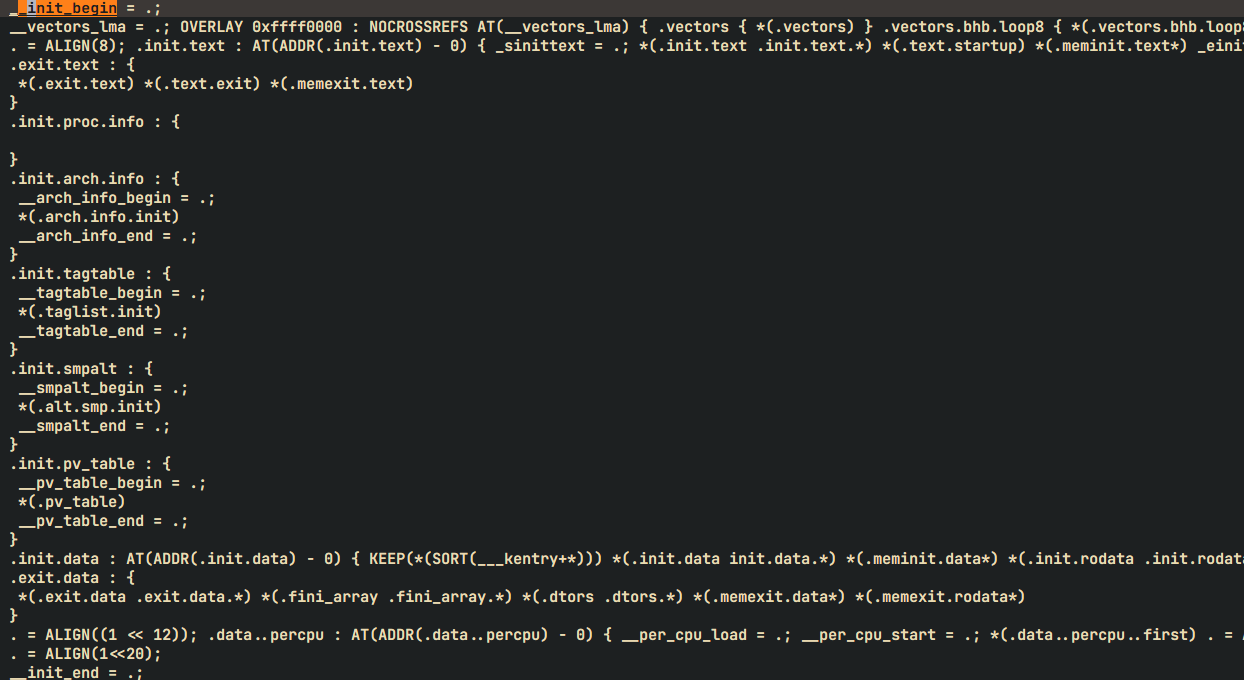 __init_begin = .;
__vectors_lma = .; OVERLAY 0xffff0000 : NOCROSSREFS AT(__vectors_lma) { .vectors { *(.vectors) } .vectors.bhb.loop8 { *(.vectors.bhb.loop8
. = ALIGN(8); .init.text : AT(ADDR(.init.text) - 0) { _sinittext = .; *(.init.text .init.text.*) *(.text.startup) *(.meminit.text*) _eini
.exit.text : {
 *(.exit.text) *(.text.exit) *(.memexit.text)
}
.init.proc.info : {

}
.init.arch.info : {
 __arch_info_begin = .;
 *(.arch.info.init)
 __arch_info_end = .;
}
.init.tagtable : {
 __tagtable_begin = .;
 *(.taglist.init)
 __tagtable_end = .;
}
.init.smpalt : {
 __smpalt_begin = .;
 *(.alt.smp.init)
 __smpalt_end = .;
}
.init.pv_table : {
 __pv_table_begin = .;
 *(.pv_table)
 __pv_table_end = .;
}
.init.data : AT(ADDR(.init.data) - 0) { KEEP(*(SORT(___kentry+*))) *(.init.data init.data.*) *(.meminit.data*) *(.init.rodata .init.roda
.exit.data : {
 *(.exit.data .exit.data.*) *(.fini_array .fini_array.*) *(.dtors .dtors.*) *(.memexit.data*) *(.memexit.rodata*)
}
. = ALIGN((1 << 12)); .data..percpu : AT(ADDR(.data..percpu) - 0) { __per_cpu_load = .; __per_cpu_start = .; *(.data..percpu..first) . =
. = ALIGN(1<<20);
__init_end = .;